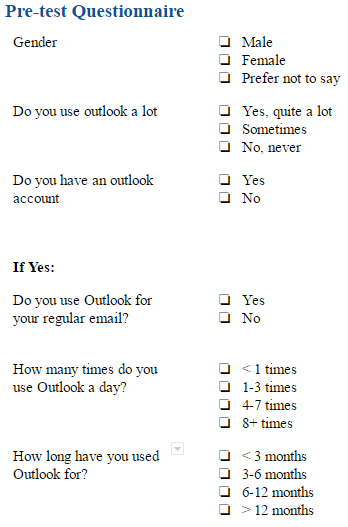 Pre-test Questionnaire
Gender
❏ Male
❏ Female
❏ Prefer not to say
Do you use outlook a lot
❏ Yes, quite a lot
❏ Sometimes
❏ No, never
Do you have an outlook
account
❏ Yes
❏ No
If Yes:
Do you use Outlook for
your regular email?
❏ Yes
❏ No
How many times do you
use Outlook a day?
❏ < 1 times
❏ 1-3 times
❏ 4-7 times
❏ 8+ times
How long have you used
Outlook for?
❏ < 3 months
❏ 3-6 months
❏ 6-12 months
❏ > 12 months